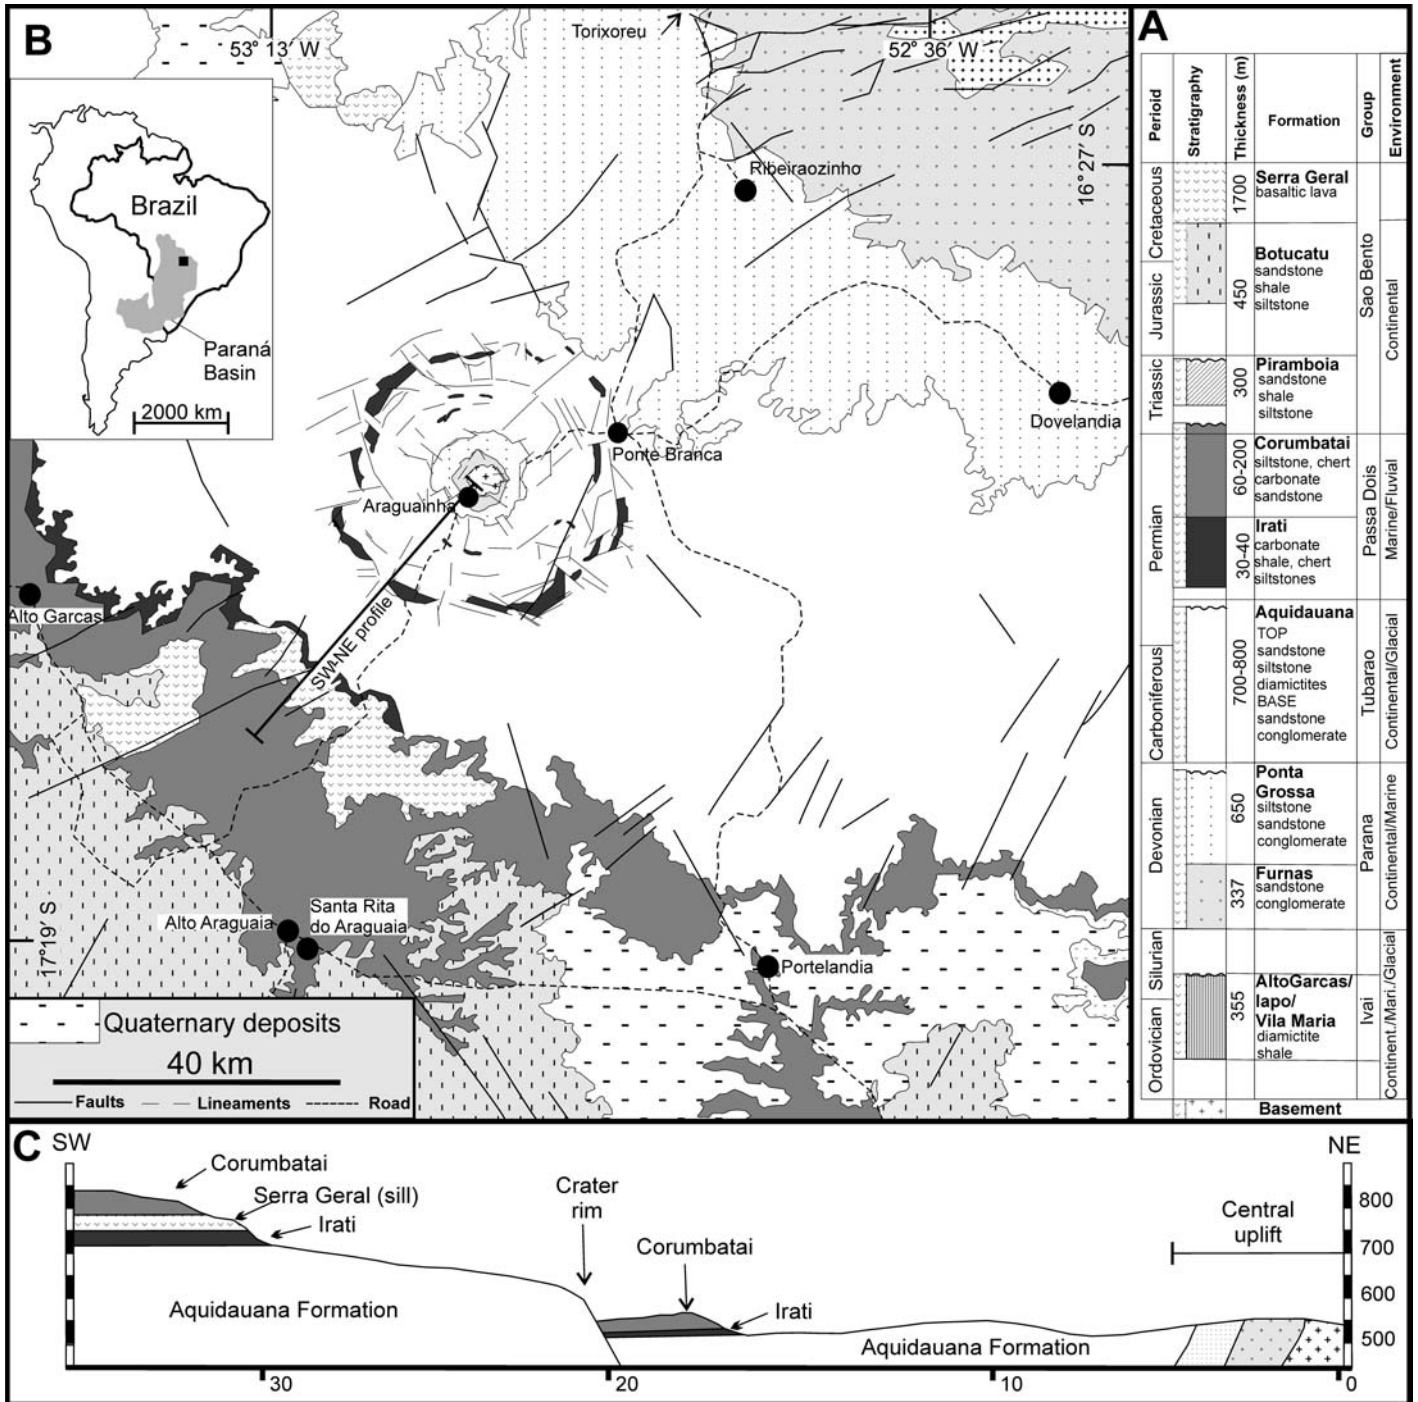 B
53° 13′ W
Torixoreu
52° 36′ W
16°27′ S
Ribeiraozinho
Brazil
Paraná
Basin
2000 km
Dovelandia
Ponte Branca
Araguainha
Alto Garcas
SW-NE profile
Alto Araguaia
Santa Rita
do Araguaia
17°19′ S
Portelandia
Quaternary deposits
40 km
Faults
Lineaments
Road
A
Perioid
Stratigraphy
Thickness (m)
Formation
Group
Environment
Cretaceous
1700
Serra Geral
basaltic lava
Jurassic
450
Botucatu
sandstone
shale
siltstone
Sao Bento
Continental
Triassic
300
Piramboia
sandstone
shale
siltstone
Permian
60-200
Corumbatai
siltstone, chert
carbonate
sandstone
Passa Dois
Marine/Fluvial
30-40
Irati
carbonate
shale, chert
siltstones
Carboniferous
700-800
Aquidauana
TOP
sandstone
siltstone
diamictites
BASE
sandstone
conglomerate
Tubarao
Continental/Glacial
Devonian
650
Ponta
Grossa
siltstone
sandstone
conglomerate
Parana
Continental/Marine
337
Furnas
sandstone
conglomerate
Silurian
Ordovician
355
AltoGarcas/
Iapo/
Vila Maria
diamictite
shale
Ivai
Continent./Mari./Glacial
Basement
C
SW
NE
Corumbatai
Serra Geral (sill)
Irati
Crater
rim
Corumbatai
Irati
Central
uplift
800
700
600
500
Aquidauana Formation
Aquidauana Formation
30
20
10
0